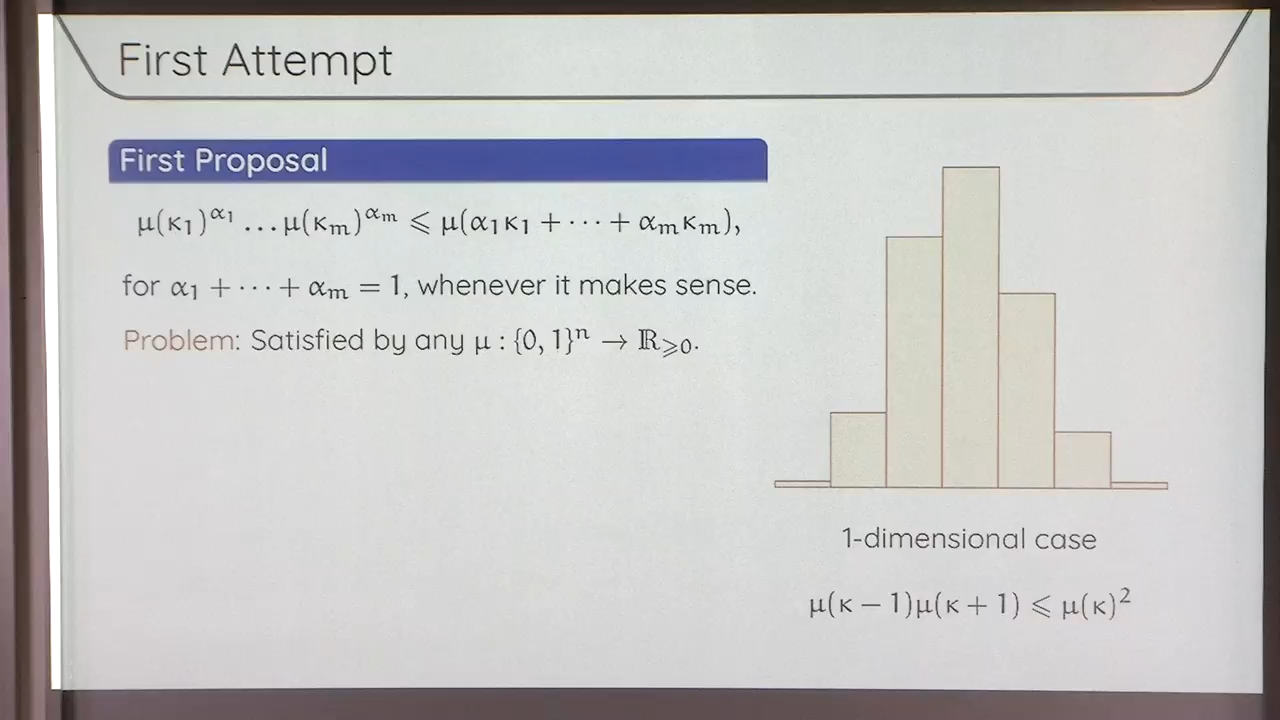 First Attempt
First Proposal
μ(κ₁)^α₁ … μ(κₘ)^αₘ ⩽ μ(α₁κ₁ + ⋯ + αₘκₘ),
for α₁ + ⋯ + αₘ = 1, whenever it makes sense.
Problem: Satisfied by any μ : {0, 1}ⁿ → ℝ⩾₀.
1-dimensional case
μ(κ − 1)μ(κ + 1) ⩽ μ(κ)²